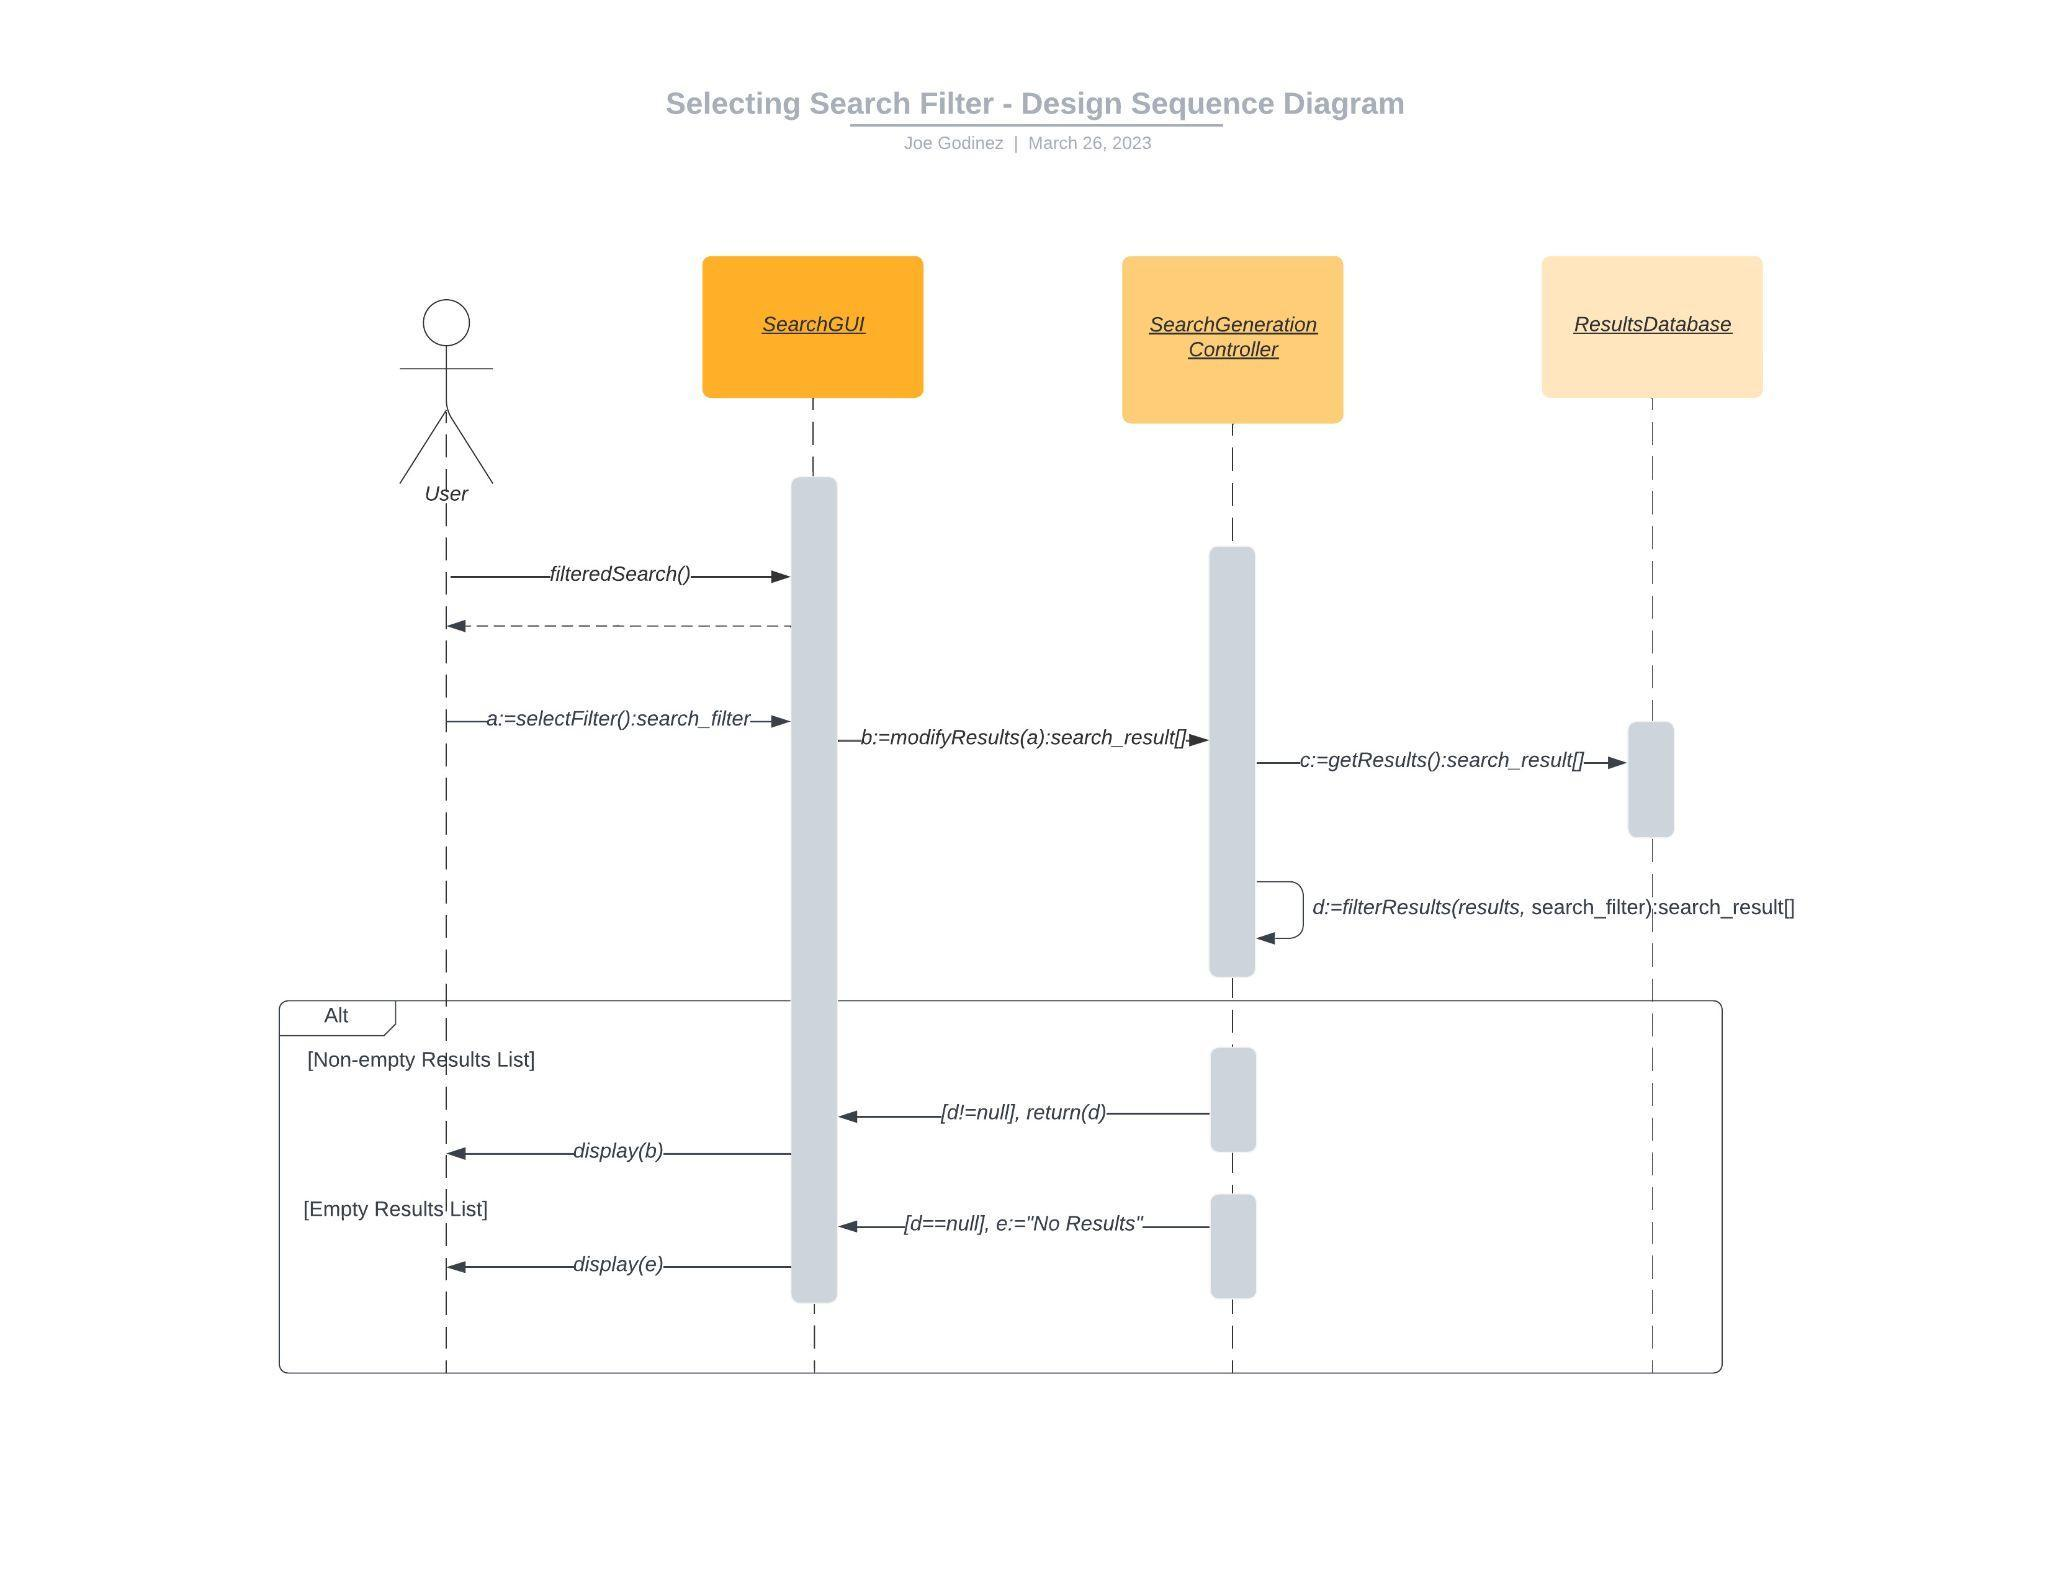 Selecting Search Filter - Design Sequence Diagram
Joe Godinez | March 26, 2023
SearchGUI
SearchGeneration
Controller
ResultsDatabase
User
filteredSearch()
a:=selectFilter():search_filter
b:=modifyResults(a):search_result[]
c:=getResults():search_result[]
d:=filterResults(results, search_filter):search_result[]
Alt
[Non-empty Results List]
[d!=null], return(d)
display(b)
[Empty Results List]
[d==null], e:="No Results"
display(e)